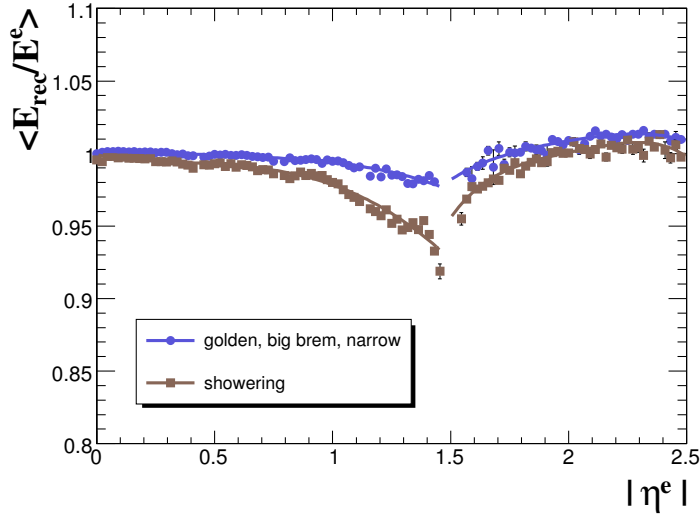 <E_rec/E^e>
1.1
1.05
1
0.95
0.9
0.85
0.8
golden, big brem, narrow
showering
0 0.5 1 1.5 2 2.5
| η^e |